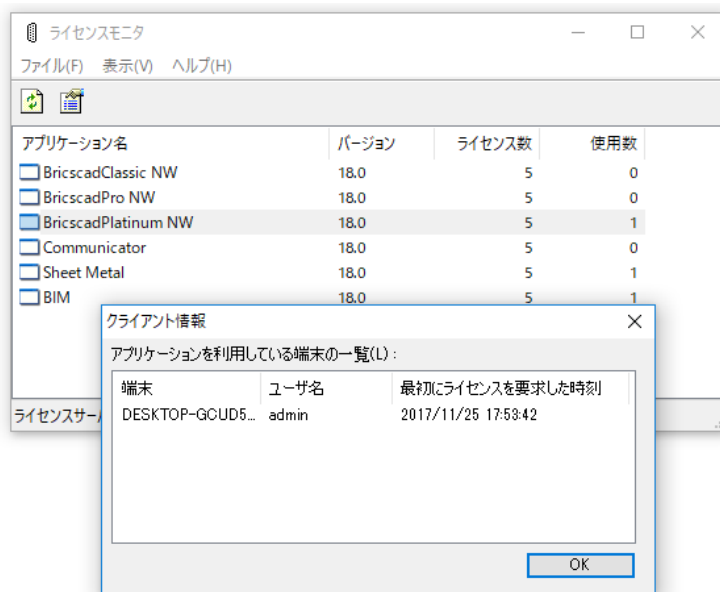 ライセンスモニタ
ファイル(F) 表示(V) ヘルプ(H)
アプリケーション名 バージョン ライセンス数 使用数
BricscadClassic NW 18.0 5 0
BricscadPro NW 18.0 5 0
BricscadPlatinum NW 18.0 5 1
Communicator 18.0 5 0
Sheet Metal 18.0 5 1
BIM 18.0 5 1
クライアント情報
アプリケーションを利用している端末の一覧(L):
端末 ユーザ名 最初にライセンスを要求した時刻
DESKTOP-GCUD5... admin 2017/11/25 17:53:42
ライセンスサー
OK